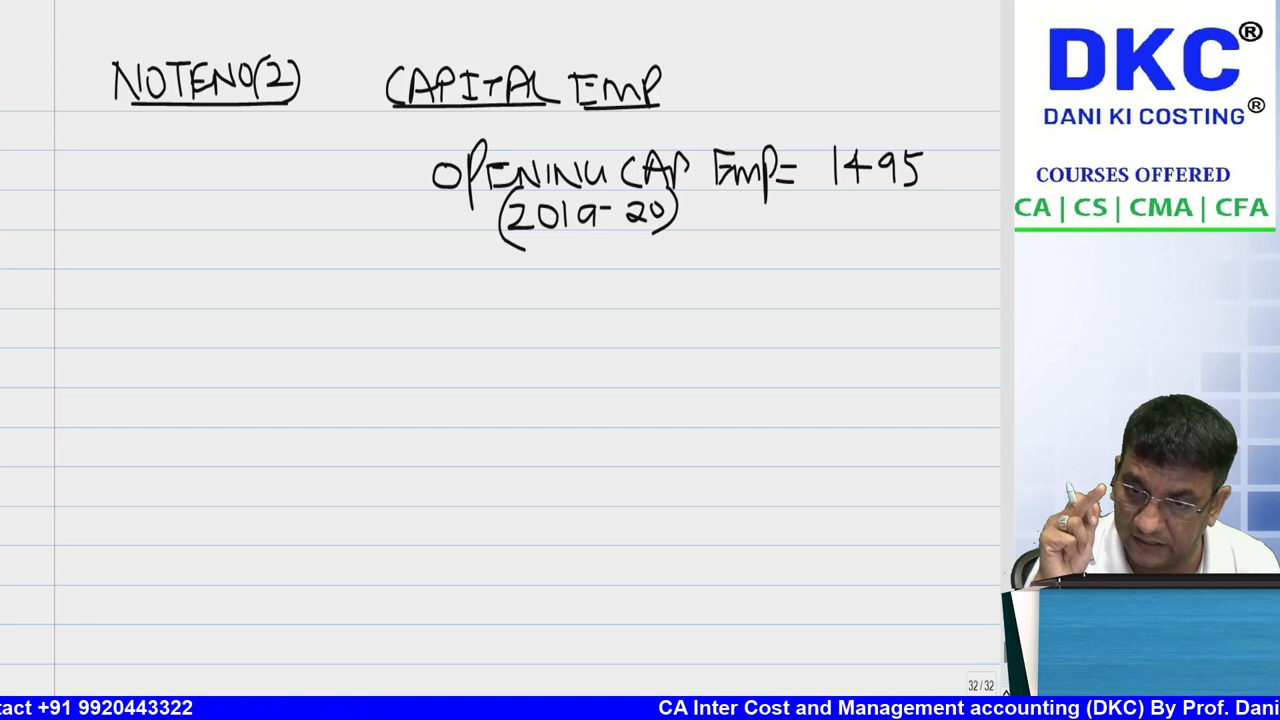 NOTENO(2) CAPITAL EMP
OPENING CAP EMP = 1495
(2019-20)
DKC®
DANI KI COSTING®
COURSES OFFERED
CA | CS | CMA | CFA
32 / 32
tact +91 9920443322
CA Inter Cost and Management accounting (DKC) By Prof. Dani